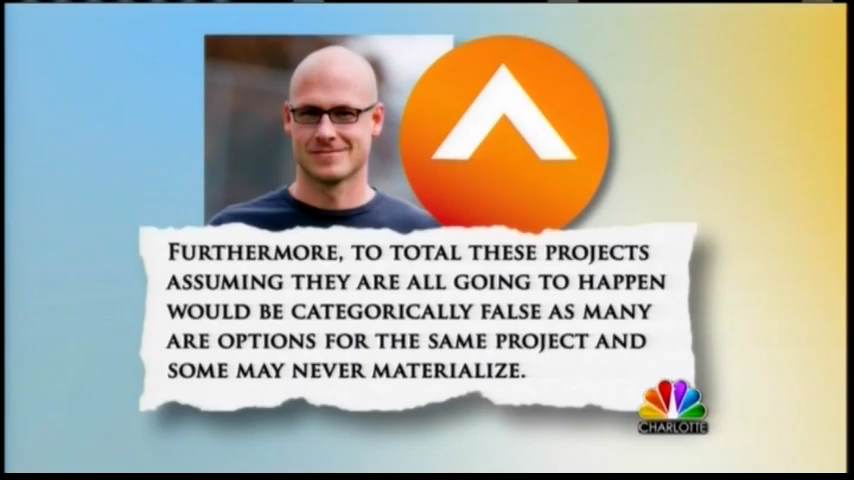 FURTHERMORE, TO TOTAL THESE PROJECTS
ASSUMING THEY ARE ALL GOING TO HAPPEN
WOULD BE CATEGORICALLY FALSE AS MANY
ARE OPTIONS FOR THE SAME PROJECT AND
SOME MAY NEVER MATERIALIZE.
CHARLOTTE